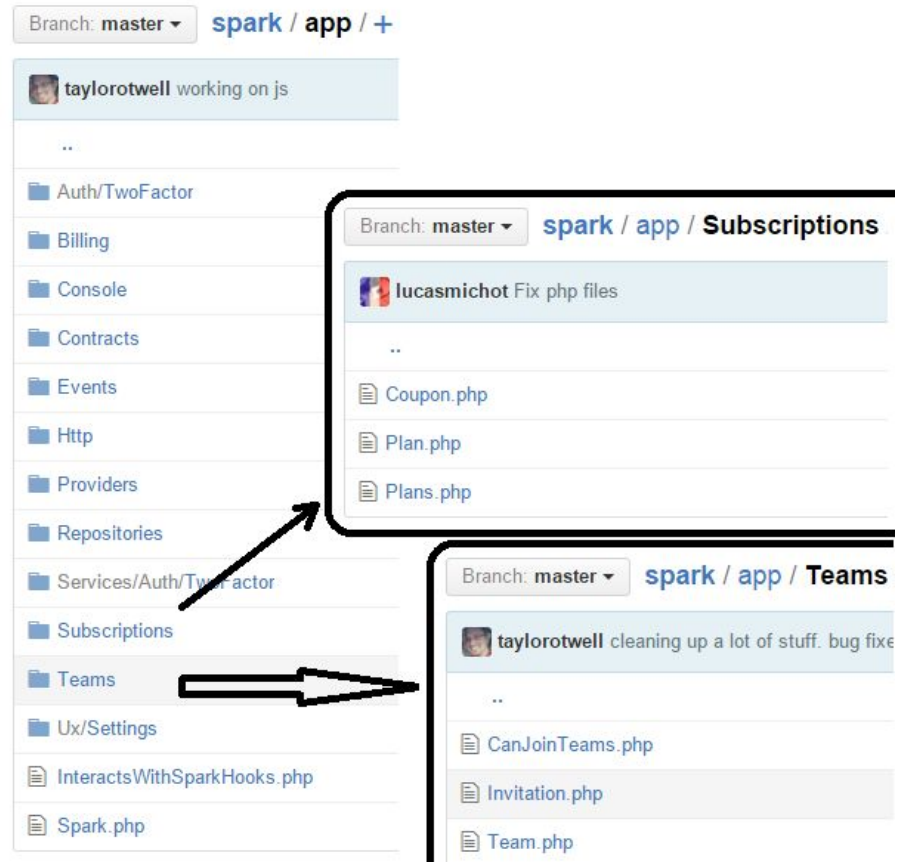 Branch: master
spark / app / +
taylorotwell working on js
..
Auth/TwoFactor
Billing
Console
Contracts
Events
Http
Providers
Repositories
Services/Auth/TwoFactor
Subscriptions
Teams
Ux/Settings
InteractsWithSparkHooks.php
Spark.php
Branch: master
spark / app / Subscriptions
lucasmichot Fix php files
..
Coupon.php
Plan.php
Plans.php
Branch: master
spark / app / Teams
taylorotwell cleaning up a lot of stuff. bug fixe
..
CanJoinTeams.php
Invitation.php
Team.php